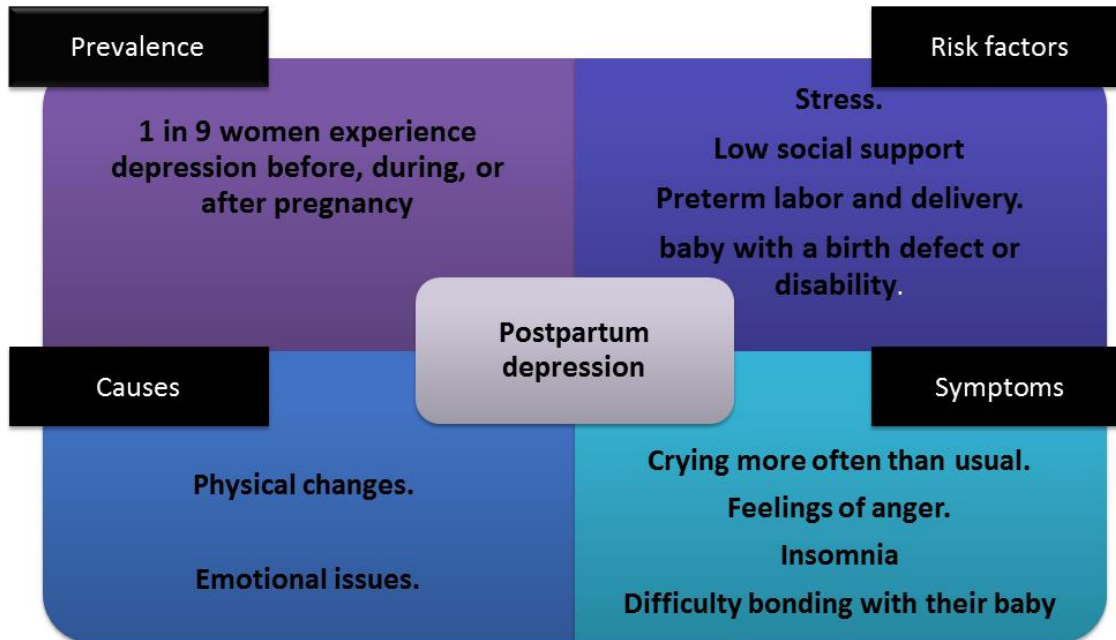 Prevalence
1 in 9 women experience
depression before, during, or
after pregnancy
Risk factors
Stress.
Low social support
Preterm labor and delivery.
baby with a birth defect or
disability.
Postpartum
depression
Causes
Physical changes.
Emotional issues.
Symptoms
Crying more often than usual.
Feelings of anger.
Insomnia
Difficulty bonding with their baby